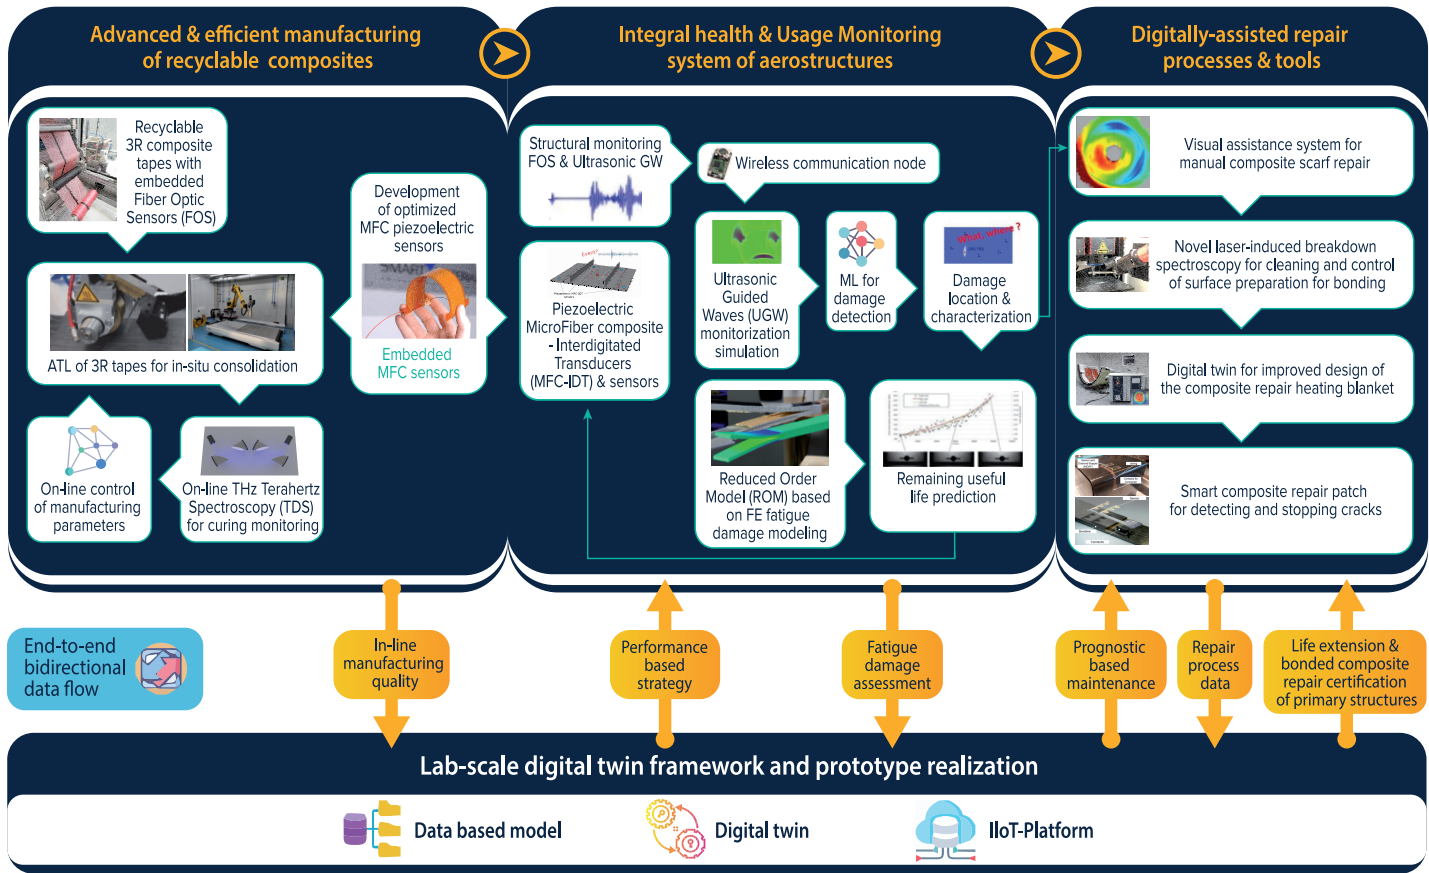 Advanced & efficient manufacturing
of recyclable composites
Integral health & Usage Monitoring
system of aerostructures
Digitally-assisted repair
processes & tools
Recyclable
3R composite
tapes with
embedded
Fiber Optic
Sensors (FOS)
Development
of optimized
MFC piezoelectric
sensors
Embedded
MFC sensors
ATL of 3R tapes for in-situ consolidation
On-line control
of manufacturing
parameters
On-line THz Terahertz
Spectroscopy (TDS)
for curing monitoring
Structural monitoring
FOS & Ultrasonic GW
Wireless communication node
Piezoelectric
MicroFiber composite
- Interdigitated
Transducers
(MFC-IDT) & sensors
Ultrasonic
Guided
Waves (UGW)
monitorization
simulation
ML for
damage
detection
What, where ?
Damage
location &
characterization
Reduced Order
Model (ROM) based
on FE fatigue
damage modeling
Remaining useful
life prediction
Visual assistance system for
manual composite scarf repair
Novel laser-induced breakdown
spectroscopy for cleaning and control
of surface preparation for bonding
Digital twin for improved design of
the composite repair heating blanket
Smart composite repair patch
for detecting and stopping cracks
End-to-end
bidirectional
data flow
In-line
manufacturing
quality
Performance
based
strategy
Fatigue
damage
assessment
Prognostic
based
maintenance
Repair
process
data
Life extension &
bonded composite
repair certification
of primary structures
Lab-scale digital twin framework and prototype realization
Data based model
Digital twin
IIoT-Platform